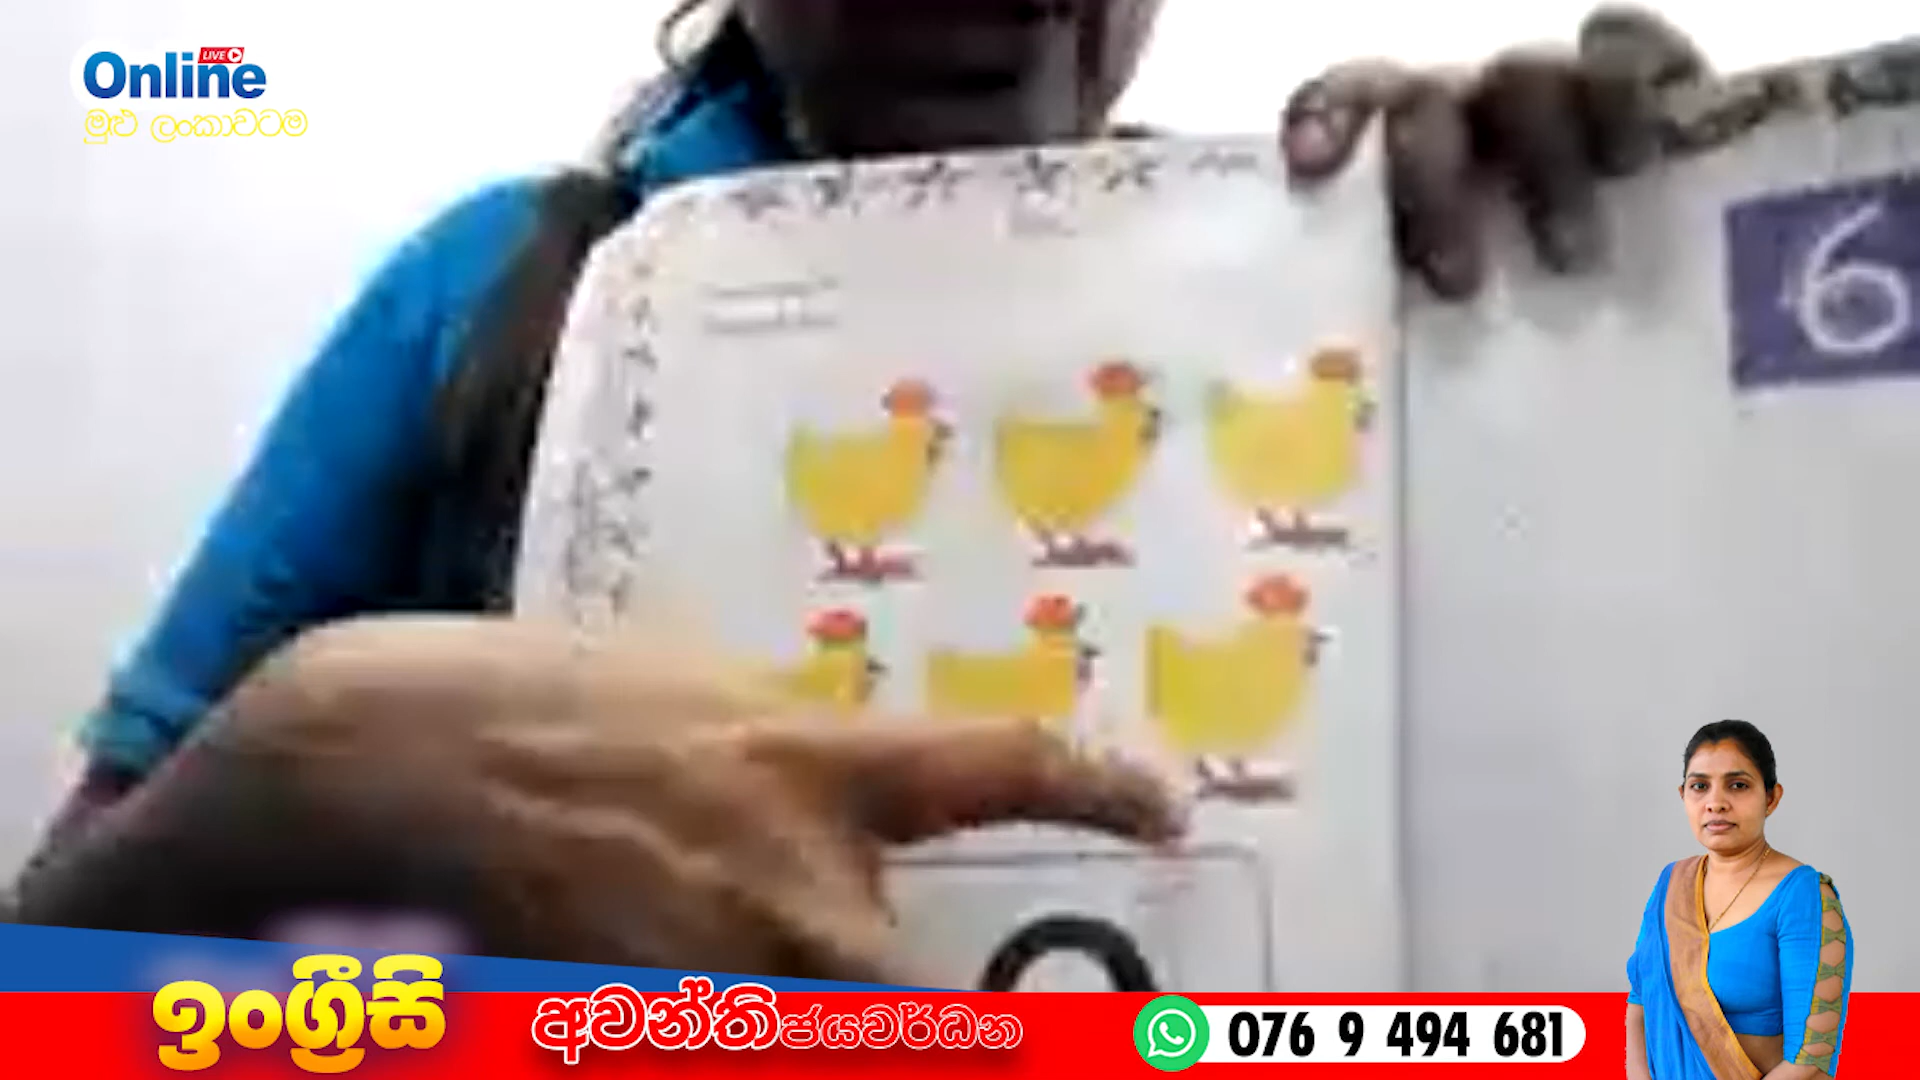 Online LIVE
මුළු ලංකාවටම
6
ඉංග්‍රීසි
අවන්ති ජයවර්ධන
076 9 494 681